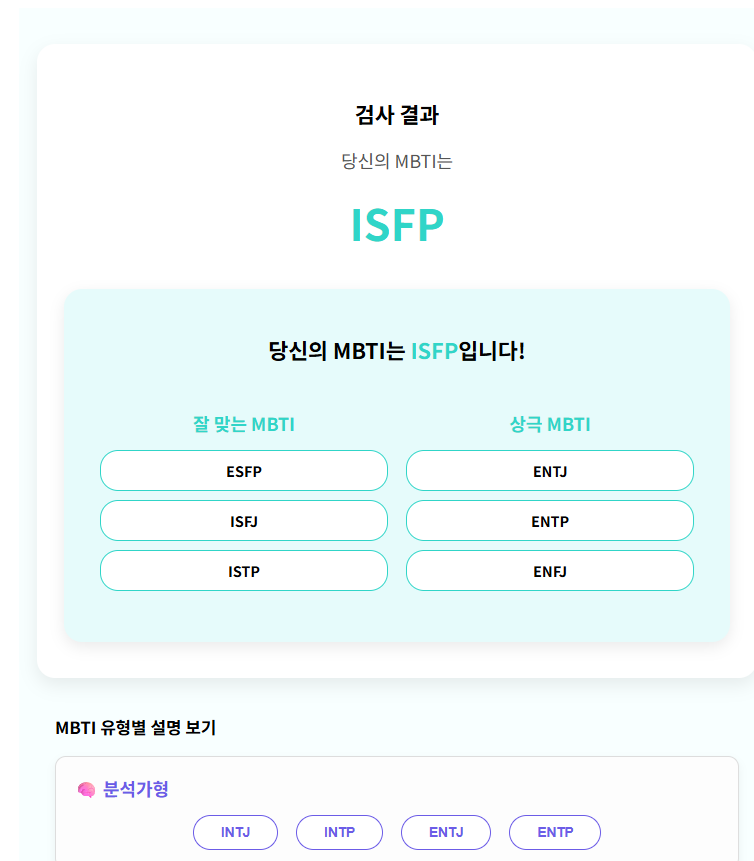 검사 결과
당신의 MBTI는
ISFP
당신의 MBTI는 ISFP입니다!
잘 맞는 MBTI
상극 MBTI
ESFP
ENTJ
ISFJ
ENTP
ISTP
ENFJ
MBTI 유형별 설명 보기
분석가형
INTJ
INTP
ENTJ
ENTP